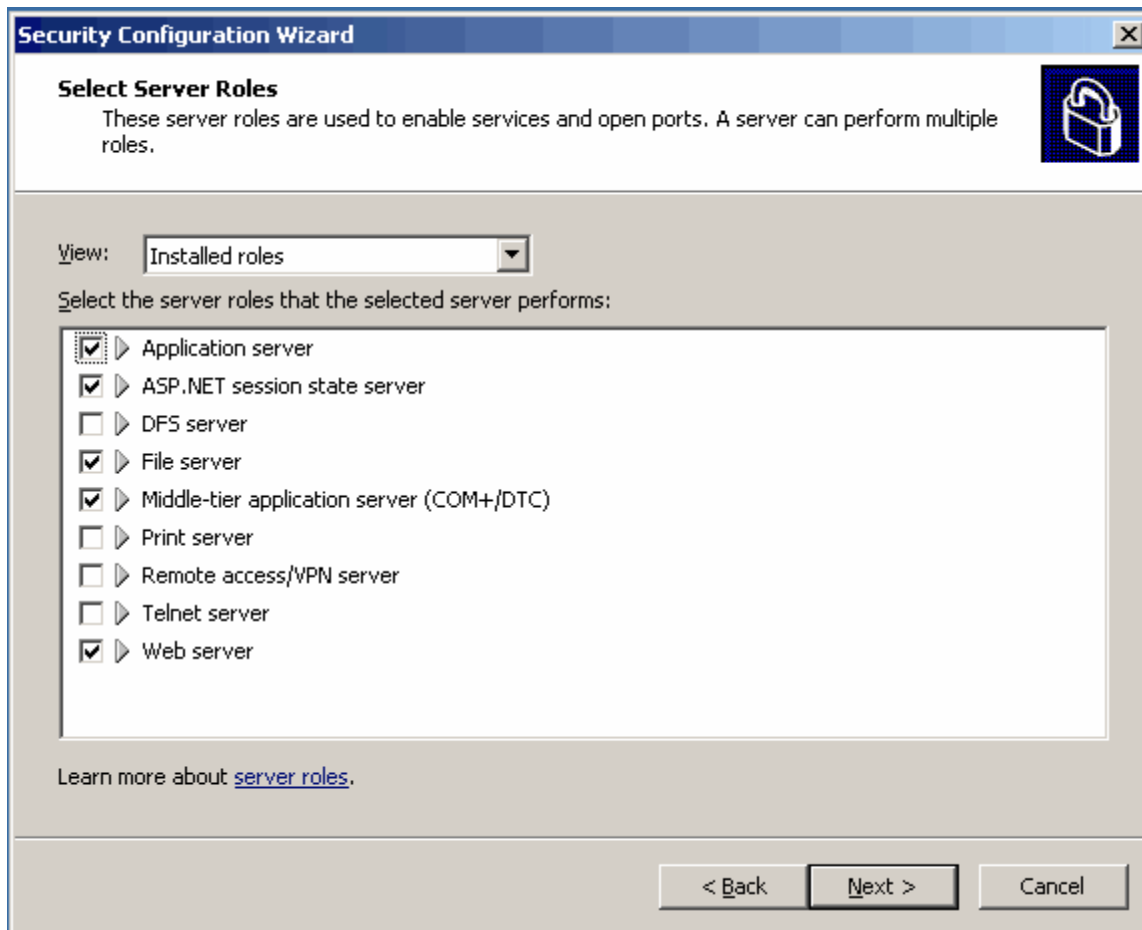 Security Configuration Wizard
Select Server Roles
These server roles are used to enable services and open ports. A server can perform multiple
roles.
View: Installed roles
Select the server roles that the selected server performs:
Application server
ASP.NET session state server
DFS server
File server
Middle-tier application server (COM+/DTC)
Print server
Remote access/VPN server
Telnet server
Web server
Learn more about server roles.
< Back Next > Cancel